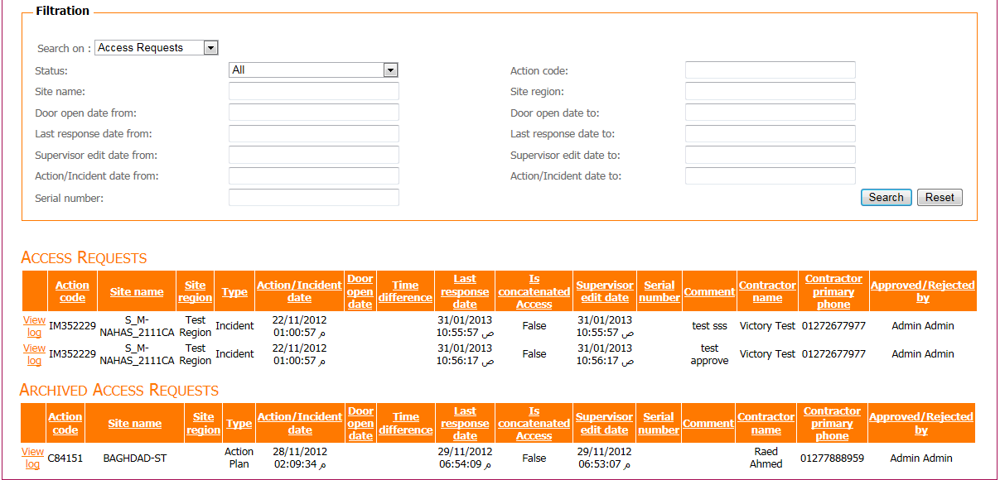 Filtration
Search on : Access Requests
Status: All Action code:
Site name: Site region:
Door open date from: Door open date to:
Last response date from: Last response date to:
Supervisor edit date from: Supervisor edit date to:
Action/Incident date from: Action/Incident date to:
Serial number: Search Reset
ACCESS REQUESTS
Action code Site name Site region Type Action/Incident date Door open date Time difference Last response date Is concatenated Access Supervisor edit date Serial number Comment Contractor name Contractor primary phone Approved/Rejected by
View log IM352229 S_M-NAHAS_2111CA Test Region Incident 22/11/2012 01:00:57 م 31/01/2013 10:55:57 ص False 31/01/2013 10:55:57 ص test sss Victory Test 01272677977 Admin Admin
View log IM352229 S_M-NAHAS_2111CA Test Region Incident 22/11/2012 01:00:57 م 31/01/2013 10:56:17 ص False 31/01/2013 10:56:17 ص test approve Victory Test 01272677977 Admin Admin
ARCHIVED ACCESS REQUESTS
Action code Site name Site region Type Action/Incident date Door open date Time difference Last response date Is concatenated Access Supervisor edit date Serial number Comment Contractor name Contractor primary phone Approved/Rejected by
View log C84151 BAGHDAD-ST Action Plan 28/11/2012 02:09:34 م 29/11/2012 06:54:09 م False 29/11/2012 06:53:07 م Raed Ahmed 01277888959 Admin Admin